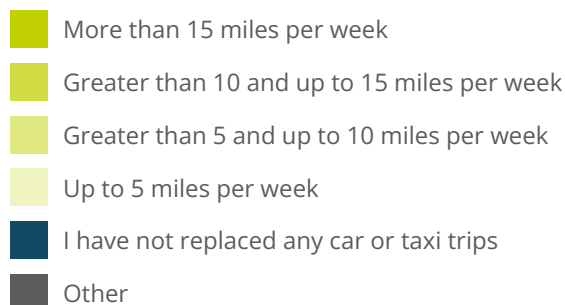 More than 15 miles per week
Greater than 10 and up to 15 miles per week
Greater than 5 and up to 10 miles per week
Up to 5 miles per week
I have not replaced any car or taxi trips
Other